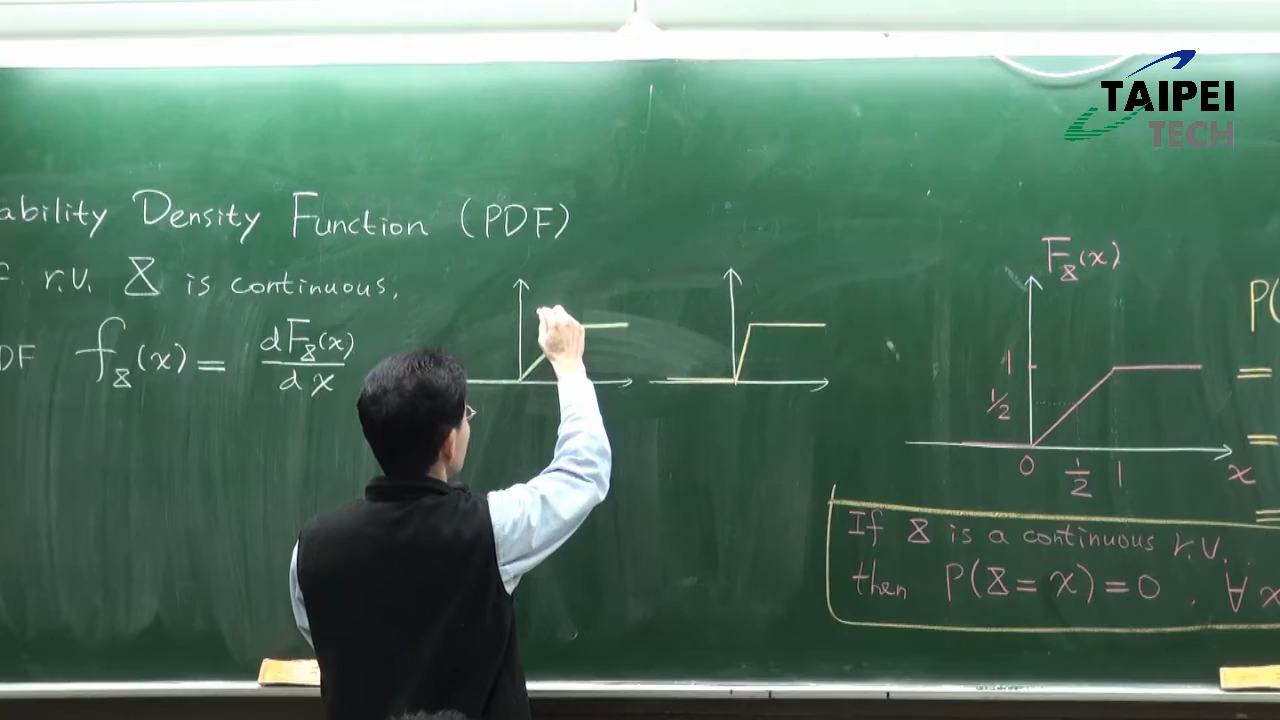 TAIPEI
TECH
ability Density Function (PDF)
r.v. X is continuous.
DF f_X(x) = dF_X(x)/dx
F_X(x)
1
1/2
0 1/2 1 x
P(
=
=
=
If X is a continuous r.v.
then P(X = x) = 0 . ∀x